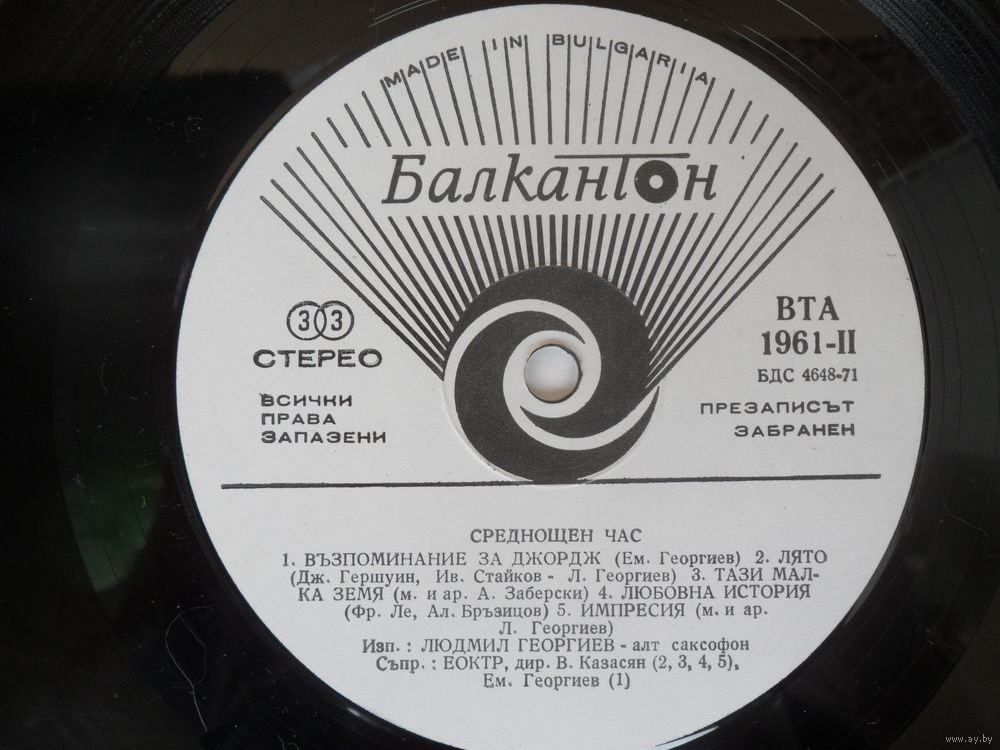 MADE IN BULGARIA
Балкантон
33
СТЕРЕО
ВСИЧКИ
ПРАВА
ЗАПАЗЕНИ
ВТА
1961-II
БДС 4648-71
ПРЕЗАПИСЪТ
ЗАБРАНЕН
СРЕДНОЩЕН ЧАС
1. ВЪЗПОМИНАНИЕ ЗА ДЖОРДЖ (Ем. Георгиев) 2. ЛЯТО
(Дж. Гершуин, Ив. Стайков - Л. Георгиев) 3. ТАЗИ МАЛ-
КА ЗЕМЯ (м. и ар. А. Заберски) 4. ЛЮБОВНА ИСТОРИЯ
(Фр. Ле, Ал. Бръзицов) 5. ИМПРЕСИЯ (м. и ар.
Л. Георгиев)
Изп. : ЛЮДМИЛ ГЕОРГИЕВ - алт саксофон
Съпр. : ЕОКТР, дир. В. Казасян (2, 3, 4, 5),
Ем. Георгиев (1)
www.ay.by